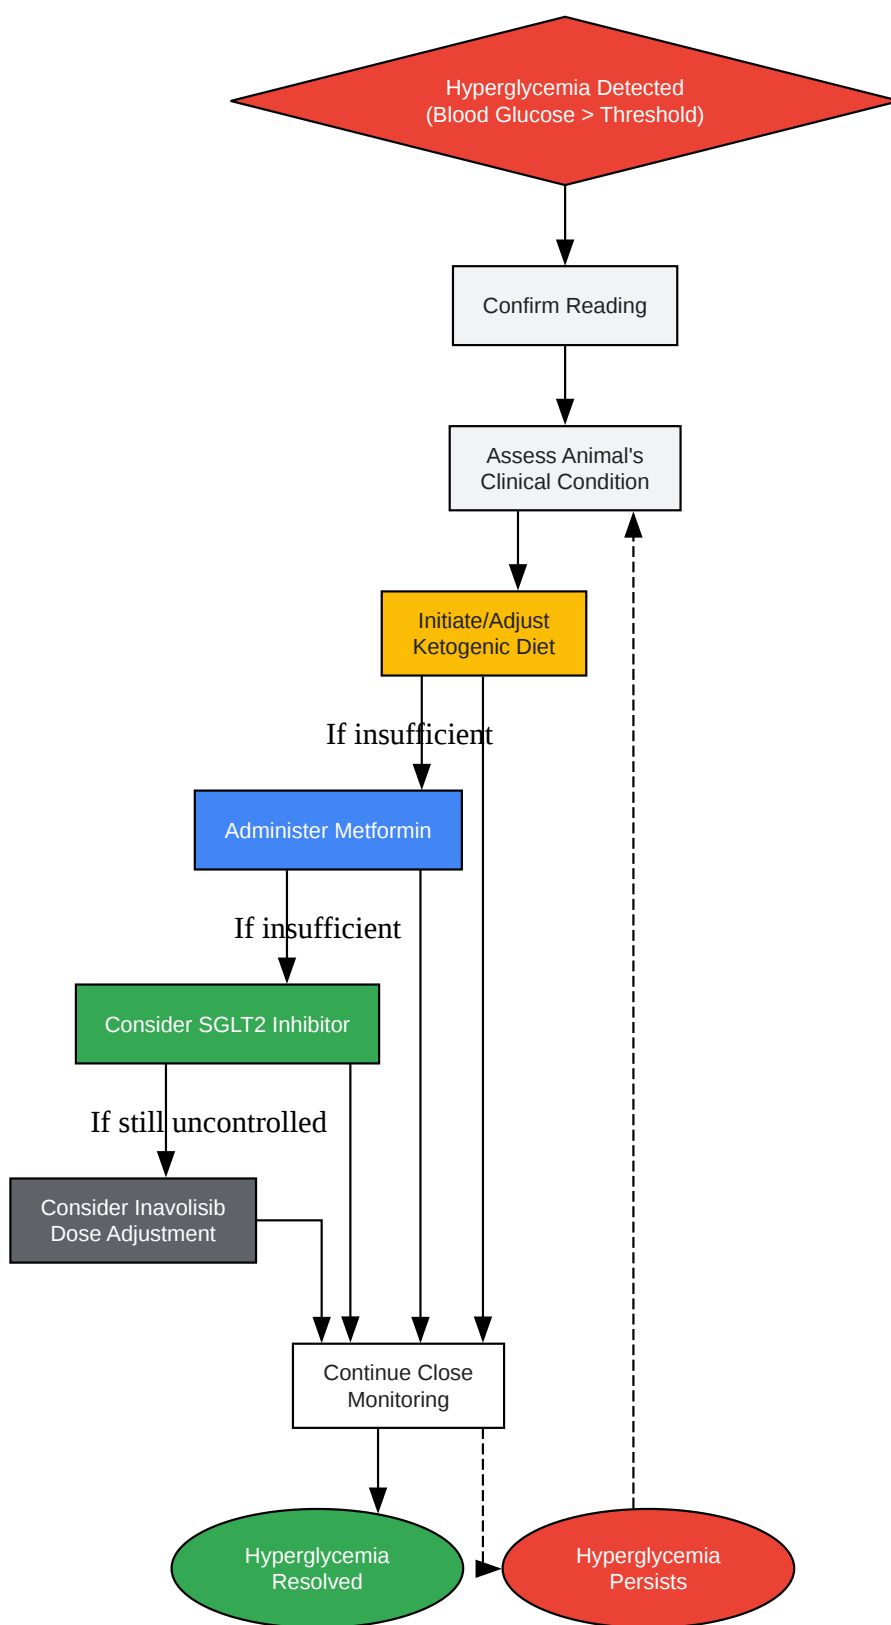 Hyperglycemia Detected
(Blood Glucose > Threshold)
Confirm Reading
Assess Animal's
Clinical Condition
Initiate/Adjust
Ketogenic Diet
If insufficient
Administer Metformin
If insufficient
Consider SGLT2 Inhibitor
If still uncontrolled
Consider Inavolisib
Dose Adjustment
Continue Close
Monitoring
Hyperglycemia
Resolved
Hyperglycemia
Persists